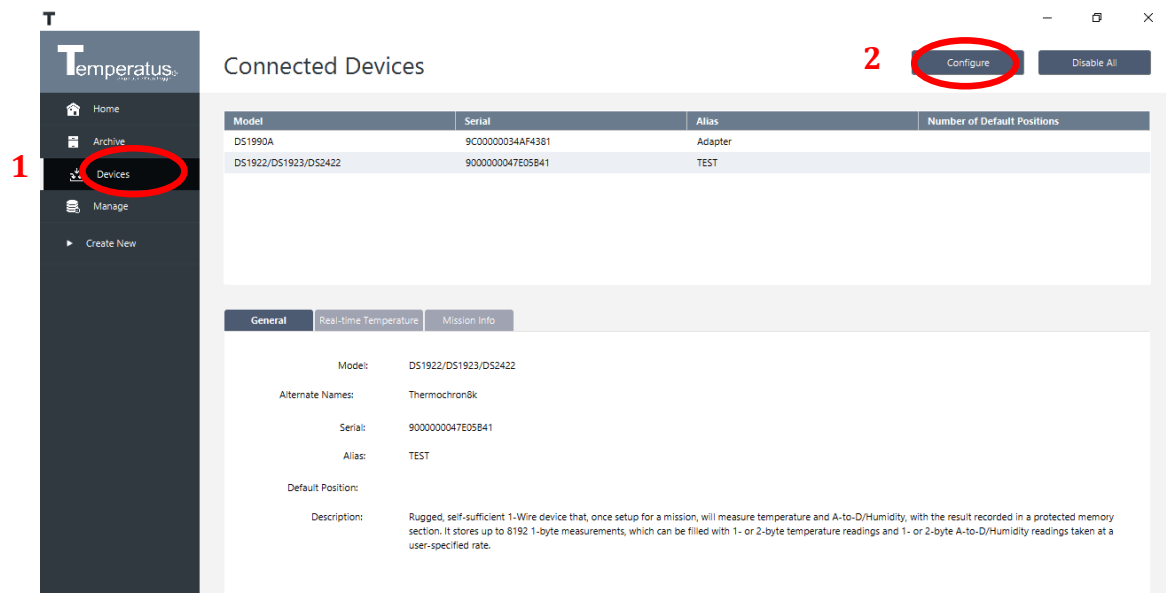 T
Temperatus
Connected Devices
2
Configure
Disable All
Home
Archive
1
Devices
Manage
Create New
Model Serial Alias Number of Default Positions
DS1990A 9C00000034AF4381 Adapter
DS1922/DS1923/DS2422 9000000047E05B41 TEST
General Real-time Temperature Mission Info
Model: DS1922/DS1923/DS2422
Alternate Names: Thermochron8k
Serial: 9000000047E05B41
Alias: TEST
Default Position:
Description: Rugged, self-sufficient 1-Wire device that, once setup for a mission, will measure temperature and A-to-D/Humidity, with the result recorded in a protected memory
section. It stores up to 8192 1-byte measurements, which can be filled with 1- or 2-byte temperature readings and 1- or 2-byte A-to-D/Humidity readings taken at a
user-specified rate.